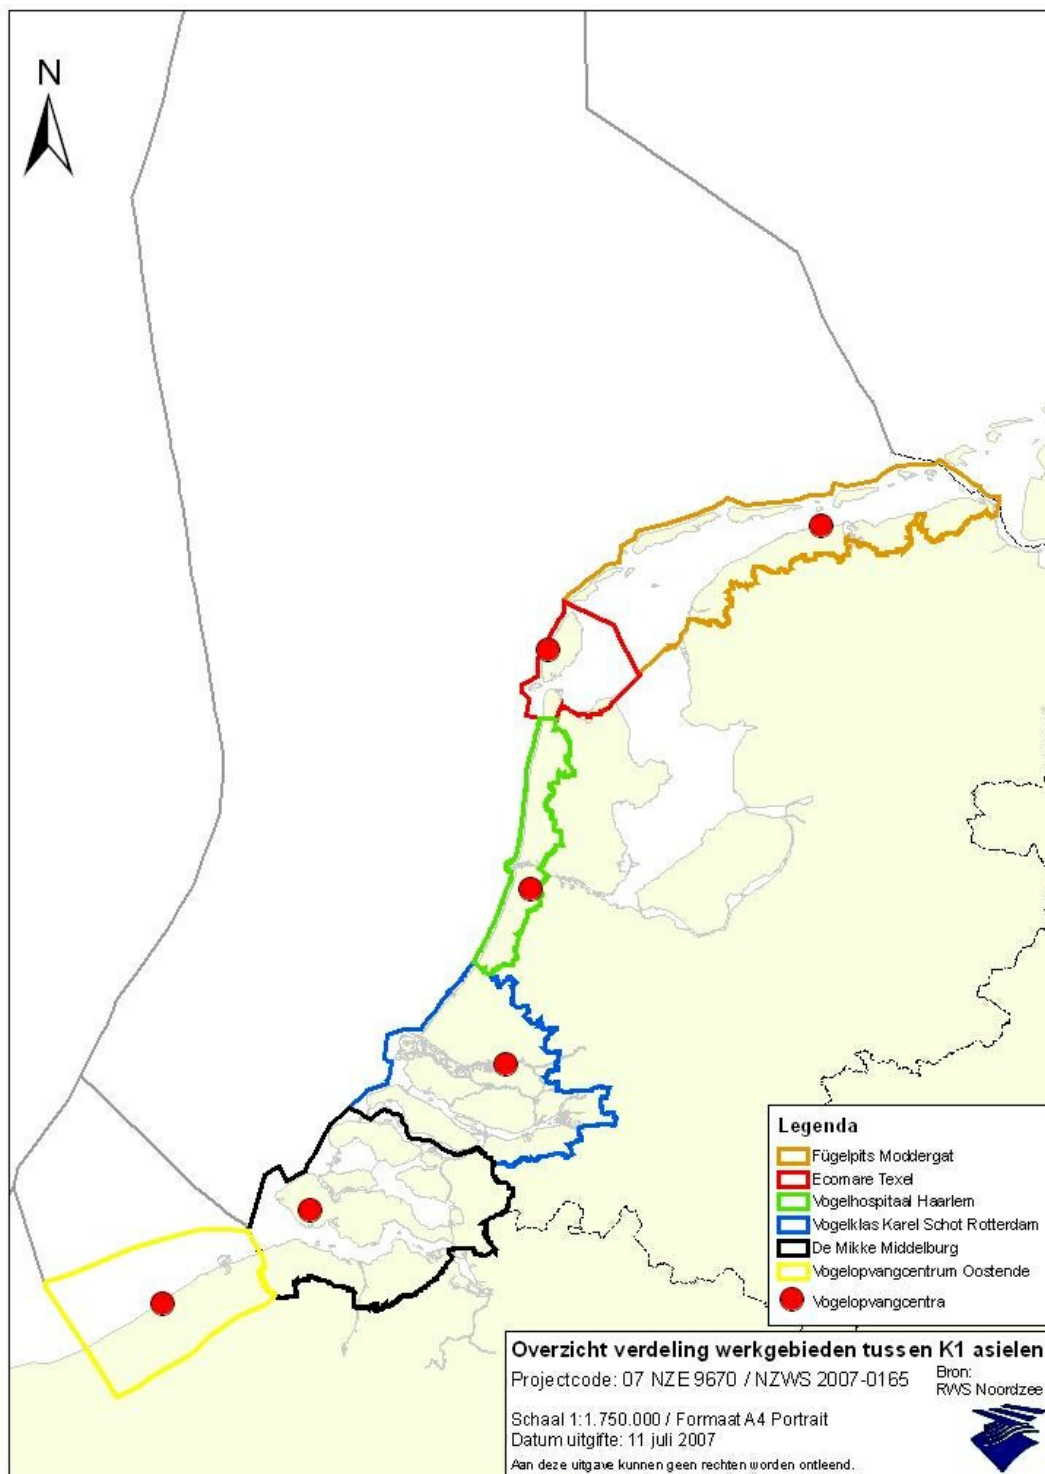 N
Legenda
Fûgelpits Moddergat
Ecomare Texel
Vogelhospitaal Haarlem
Vogelklas Karel Schot Rotterdam
De Mikke Middelburg
Vogelopvangcentrum Oostende
Vogelopvangcentra
Overzicht verdeling werkgebieden tussen K1 asielen
Projectcode: 07 NZE 9670 / NZWS 2007-0165
Bron:
RWS Noordzee
Schaal 1:1.750.000 / Formaat A4 Portrait
Datum uitgifte: 11 juli 2007
Aan deze uitgave kunnen geen rechten worden ontleend.